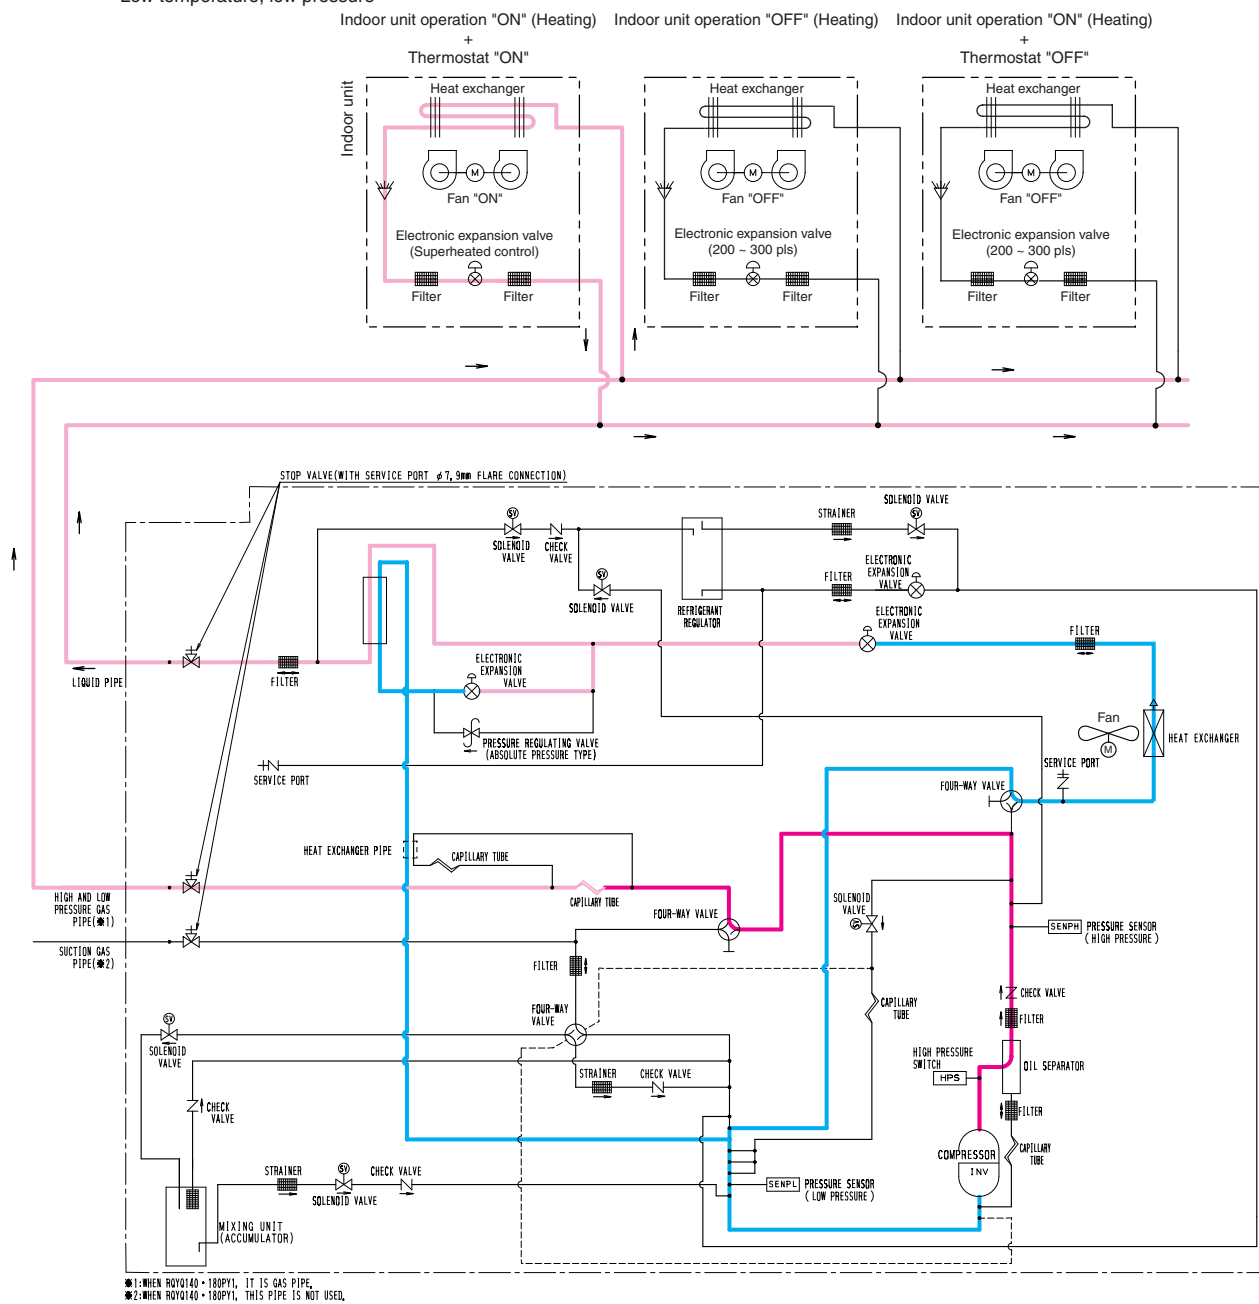 Low temperature, low pressure
Indoor unit operation "ON" (Heating)
+
Thermostat "ON"
Indoor unit operation "OFF" (Heating)
Indoor unit operation "ON" (Heating)
+
Thermostat "OFF"
Indoor unit
Heat exchanger
M
Fan "ON"
Electronic expansion valve
(Superheated control)
Filter
Filter
Heat exchanger
M
Fan "OFF"
Electronic expansion valve
(200 ~ 300 pls)
Filter
Filter
Heat exchanger
M
Fan "OFF"
Electronic expansion valve
(200 ~ 300 pls)
Filter
Filter
STOP VALVE(WITH SERVICE PORT φ7,9mm FLARE CONNECTION)
SV
SOLENOID
VALVE
CHECK
VALVE
SV
SOLENOID VALVE
REFRIGERANT
REGULATOR
STRAINER
SOLENOID VALVE
SV
FILTER
ELECTRONIC
EXPANSION
VALVE
ELECTRONIC
EXPANSION
VALVE
FILTER
LIQUID PIPE
FILTER
ELECTRONIC
EXPANSION
VALVE
PRESSURE REGULATING VALVE
(ABSOLUTE PRESSURE TYPE)
SERVICE PORT
Fan
M
HEAT EXCHANGER
SERVICE PORT
FOUR-WAY VALVE
HEAT EXCHANGER PIPE
CAPILLARY TUBE
CAPILLARY TUBE
HIGH AND LOW
PRESSURE GAS
PIPE(※1)
SUCTION GAS
PIPE(※2)
FOUR-WAY VALVE
SOLENOID
VALVE
SV
SENPH
PRESSURE SENSOR
(HIGH PRESSURE)
FILTER
FOUR-WAY
VALVE
CAPILLARY
TUBE
CHECK VALVE
FILTER
SV
SOLENOID
VALVE
HIGH PRESSURE
SWITCH
HPS
OIL SEPARATOR
STRAINER
CHECK VALVE
CHECK
VALVE
FILTER
COMPRESSOR
INV
CAPILLARY
TUBE
STRAINER
SV
SOLENOID VALVE
CHECK VALVE
SENPL
PRESSURE SENSOR
(LOW PRESSURE)
MIXING UNIT
(ACCUMULATOR)
※1:WHEN RQYQ140・180PY1, IT IS GAS PIPE.
※2:WHEN RQYQ140・180PY1, THIS PIPE IS NOT USED.